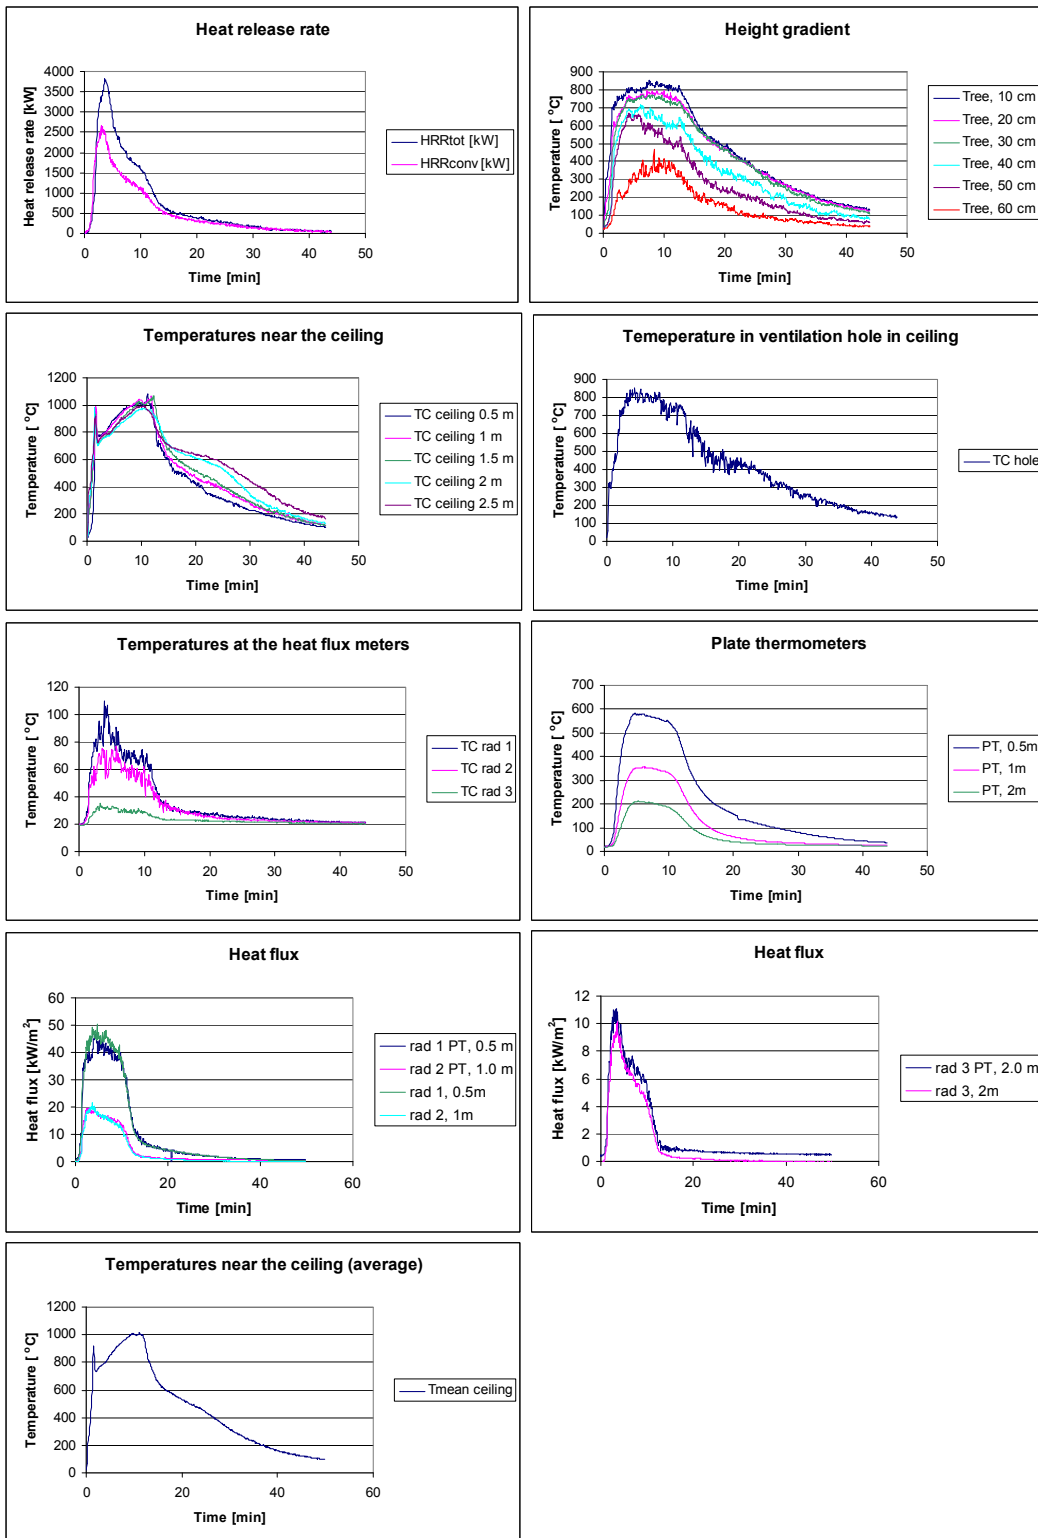 Heat release rate
Heat release rate [kW]
4000
3500
3000
2500
2000
1500
1000
500
0
0 10 20 30 40 50
Time [min]
HRRtot [kW]
HRRconv [kW]
Height gradient
Temperature [ °C]
900
800
700
600
500
400
300
200
100
0
0 10 20 30 40 50
Time [min]
Tree, 10 cm
Tree, 20 cm
Tree, 30 cm
Tree, 40 cm
Tree, 50 cm
Tree, 60 cm
Temperatures near the ceiling
Temperature [ °C]
1200
1000
800
600
400
200
0
0 10 20 30 40 50
Time [min]
TC ceiling 0.5 m
TC ceiling 1 m
TC ceiling 1.5 m
TC ceiling 2 m
TC ceiling 2.5 m
Temeperature in ventilation hole in ceiling
Temperature [ °C]
900
800
700
600
500
400
300
200
100
0
0 10 20 30 40 50
Time [min]
TC hole
Temperatures at the heat flux meters
Temperature [ °C]
120
100
80
60
40
20
0
0 10 20 30 40 50
Time [min]
TC rad 1
TC rad 2
TC rad 3
Plate thermometers
Temperature [ °C]
700
600
500
400
300
200
100
0
0 10 20 30 40 50
Time [min]
PT, 0.5m
PT, 1m
PT, 2m
Heat flux
Heat flux [kW/m²]
60
50
40
30
20
10
0
0 20 40 60
Time [min]
rad 1 PT, 0.5 m
rad 2 PT, 1.0 m
rad 1, 0.5m
rad 2, 1m
Heat flux
Heat flux [kW/m²]
12
10
8
6
4
2
0
0 20 40 60
Time [min]
rad 3 PT, 2.0 m
rad 3, 2m
Temperatures near the ceiling (average)
Temperature [ °C]
1200
1000
800
600
400
200
0
0 20 40 60
Time [min]
Tmean ceiling